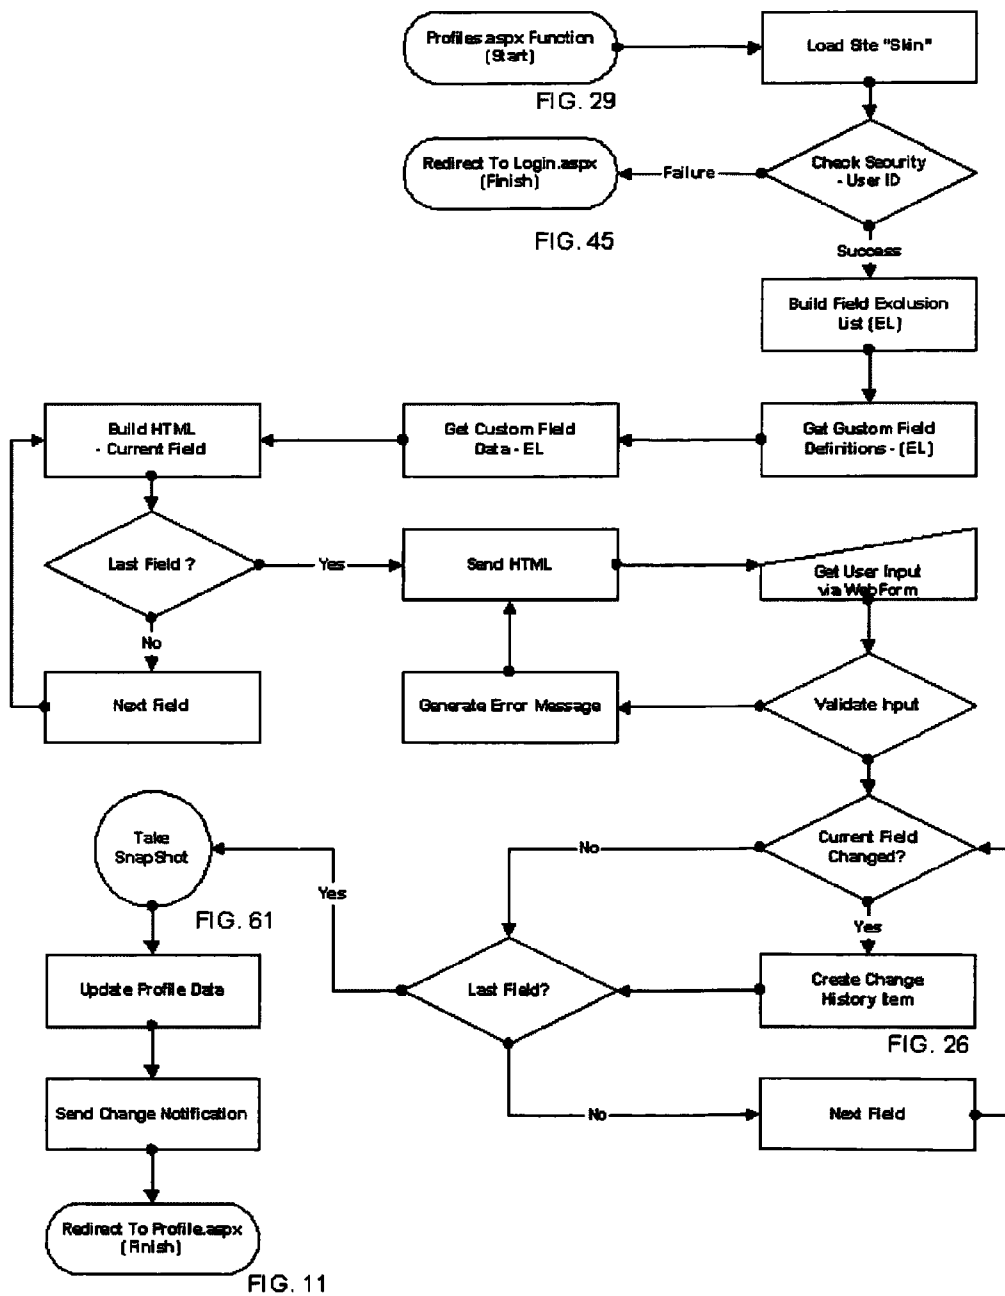 Profiles.aspx Function
(Start)
Load Site "Skin"
FIG. 29
Redirect To Login.aspx
(Finish)
Failure
Check Security
- User ID
FIG. 45
Success
Build Field Exclusion
List (EL)
Build HTML
- Current Field
Get Custom Field
Data - EL
Get Gustom Field
Definitions - (EL)
Last Field ?
Yes
Send HTML
Get User Input
via WebForm
No
Next Field
Generate Error Message
Validate Input
Take
SnapShot
Current Field
Changed?
No
Yes
FIG. 61
Yes
Update Profile Data
Last Field?
Create Change
History Item
FIG. 26
Send Change Notification
No
Next Field
Redirect To Profile.aspx
(Finish)
FIG. 11